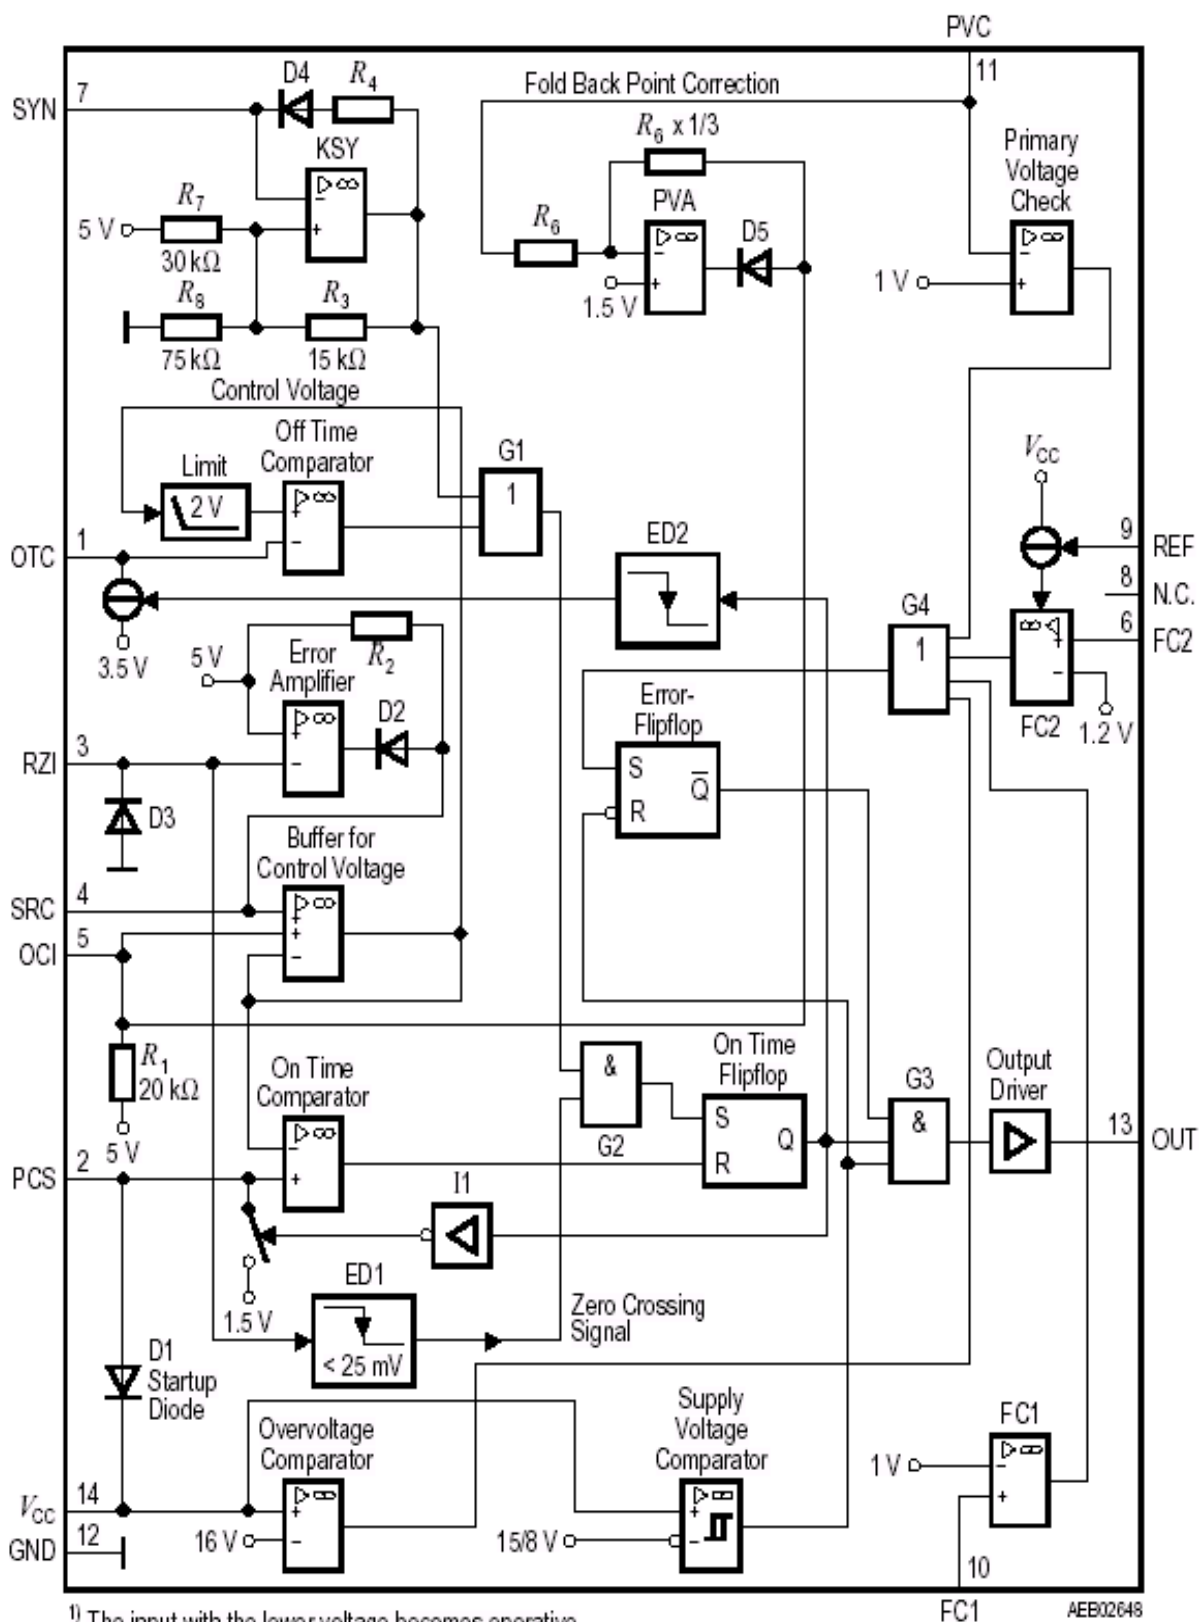 PVC
11
SYN 7
D4 R4
KSY
R7
5 V
30 kΩ
R8
75 kΩ
R3
15 kΩ
Fold Back Point Correction
R6 x 1/3
PVA
R6
D5
1.5 V
Primary
Voltage
Check
1 V
Control Voltage
Off Time
Comparator
Limit
2 V
G1
1
OTC 1
3.5 V
ED2
VCC
9 REF
8 N.C.
6 FC2
G4
1
FC2
1.2 V
5 V
R2
Error
Amplifier
D2
RZI 3
D3
Error-
Flipflop
S
R
Q̅
Buffer for
Control Voltage
SRC 4
OCI 5
R1
20 kΩ
5 V
On Time
Comparator
&
G2
On Time
Flipflop
S
R
Q
G3
&
Output
Driver
13 OUT
PCS 2
I1
1.5 V
ED1
< 25 mV
Zero Crossing
Signal
D1
Startup
Diode
Overvoltage
Comparator
16 V
Supply
Voltage
Comparator
15/8 V
FC1
1 V
VCC 14
GND 12
10
FC1
1) The input with the lower voltage becomes operative
AEB02648